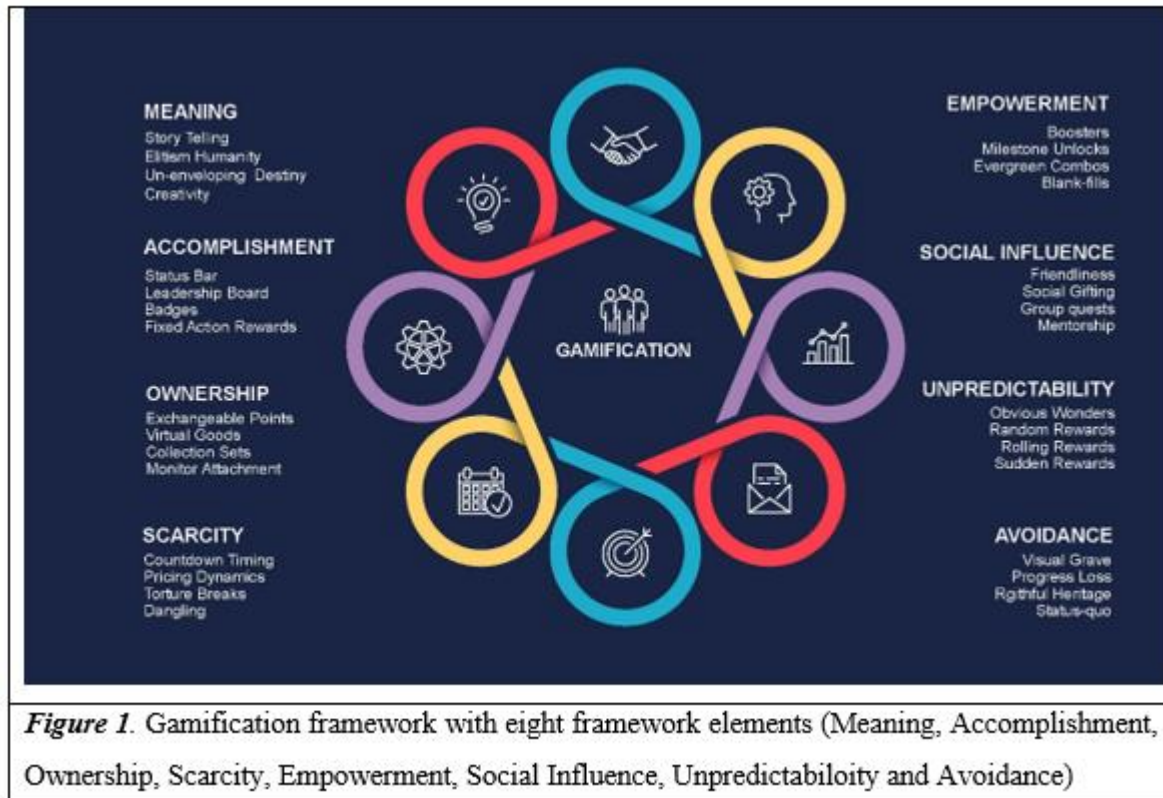 MEANING
Story Telling
Elitism Humanity
Un-enveloping Destiny
Creativity
ACCOMPLISHMENT
Status Bar
Leadership Board
Badges
Fixed Action Rewards
OWNERSHIP
Exchangeable Points
Virtual Goods
Collection Sets
Monitor Attachment
SCARCITY
Countdown Timing
Pricing Dynamics
Torture Breaks
Dangling
GAMIFICATION
EMPOWERMENT
Boosters
Milestone Unlocks
Evergreen Combos
Blank-fills
SOCIAL INFLUENCE
Friendliness
Social Gifting
Group quests
Mentorship
UNPREDICTABILITY
Obvious Wonders
Random Rewards
Rolling Rewards
Sudden Rewards
AVOIDANCE
Visual Grave
Progress Loss
Rgithful Heritage
Status-quo
Figure 1. Gamification framework with eight framework elements (Meaning, Accomplishment,
Ownership, Scarcity, Empowerment, Social Influence, Unpredictabiloity and Avoidance)